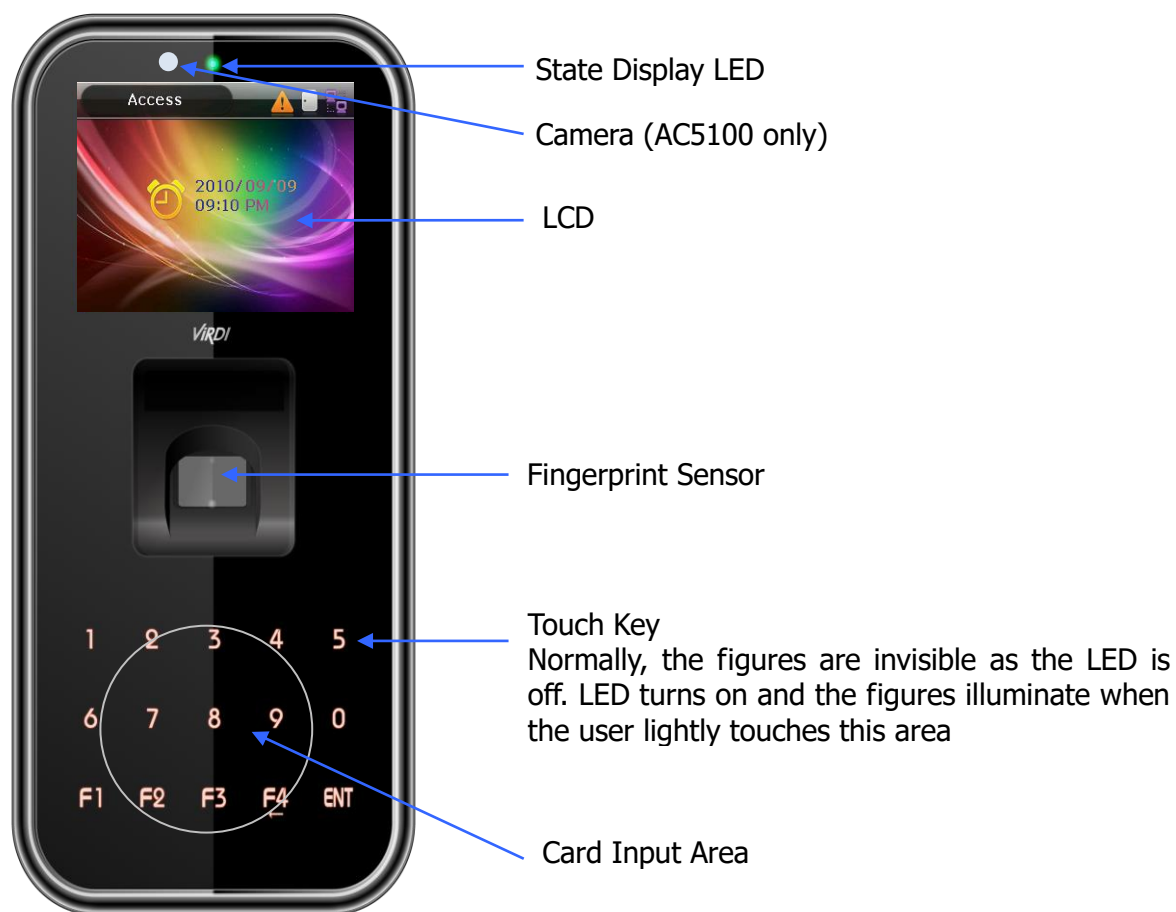 State Display LED
Access
Camera (AC5100 only)
2010/09/09
09:10 PM
LCD
ViRDI
Fingerprint Sensor
1 2 3 4 5
Touch Key
Normally, the figures are invisible as the LED is
off. LED turns on and the figures illuminate when
the user lightly touches this area
6 7 8 9 0
F1 F2 F3 F4 ENT
←
Card Input Area